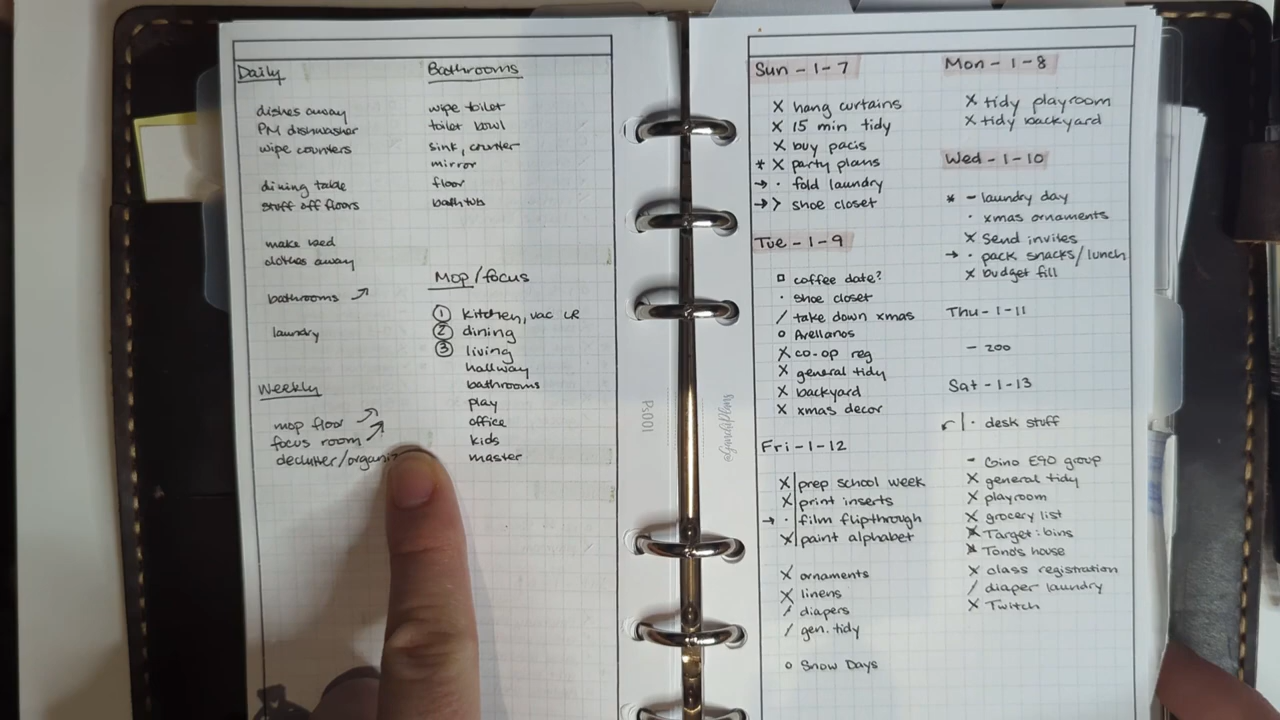 Daily
dishes away
PM dishwasher
wipe counters
dining table
stuff off floors
make bed
clothes away
bathrooms ↗
laundry
Weekly
mop floor ↗
focus room ↗
declutter/organiz
Bathrooms
wipe toilet
toilet bowl
sink, counter
mirror
floor
bathtub
Mop/focus
① kitchen, vac LR
② dining
③ living
hallway
bathrooms
play
office
kids
master
PS001
Sun - 1-7
X hang curtains
X 15 min tidy
X buy pacis
* X party plans
→ · fold laundry
→ > shoe closet
Tue - 1-9
□ coffee date?
· shoe closet
/ take down xmas
o Avellanos
X co-op reg
X general tidy
X backyard
X xmas decor
Fri - 1-12
X prep school week
X print inserts
→ · film flipthrough
X paint alphabet
X ornaments
X linens
/ diapers
/ gen. tidy
o Snow Days
Mon - 1-8
X tidy playroom
X tidy backyard
Wed - 1-10
* - laundry day
· xmas ornaments
X send invites
→ · pack snacks/lunch
X budget fill
Thu - 1-11
- 200
Sat - 1-13
· desk stuff
- Gino E90 group
X general tidy
X playroom
X grocery list
X Target: bins
X Tono's house
X class registration
/ diaper laundry
X Twitch